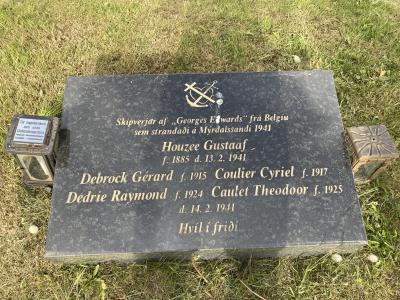 Skipverjar af „Georges Edwards" frá Belgíu
sem strandaði á Mýrdalssandi 1941
Houzee Gustaaf
f. 1885 d. 13. 2. 1941
Debrock Gérard f. 1915 Coulier Cyriel f. 1917
Dedrie Raymond f. 1924 Caulet Theodoor f. 1925
d. 14. 2. 1941
Hvíl í friði